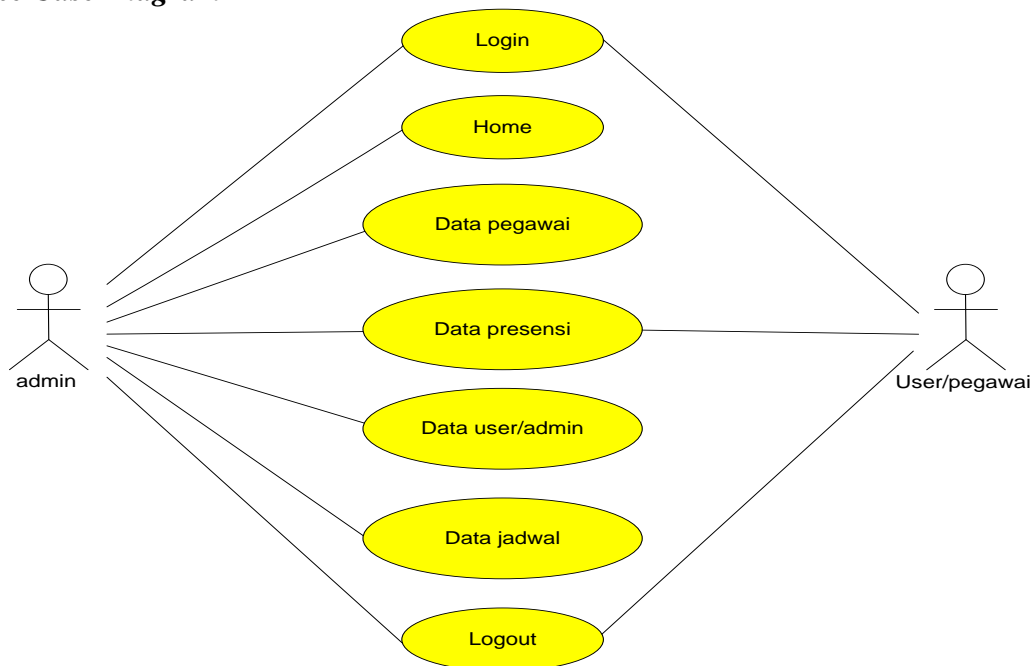 Login
Home
Data pegawai
Data presensi
admin
User/pegawai
Data user/admin
Data jadwal
Logout